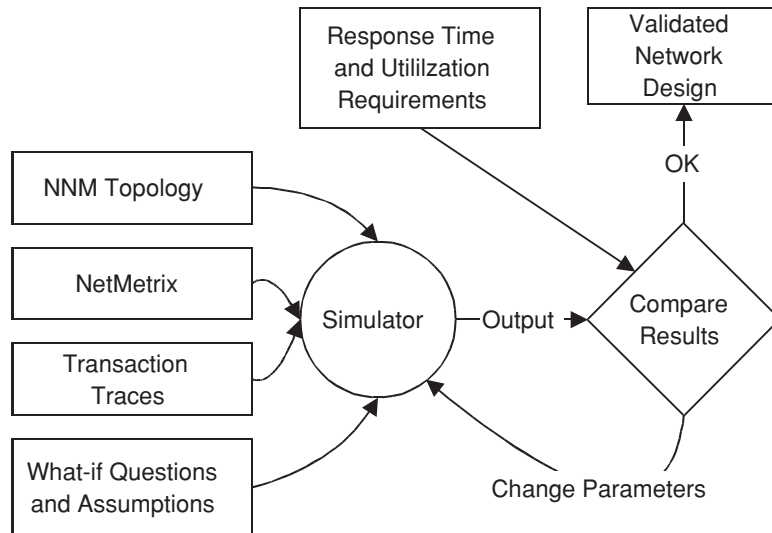 Response Time
and Utililzation
Requirements
Validated
Network
Design
OK
NNM Topology
NetMetrix
Transaction
Traces
What-if Questions
and Assumptions
Simulator
Output
Compare
Results
Change Parameters